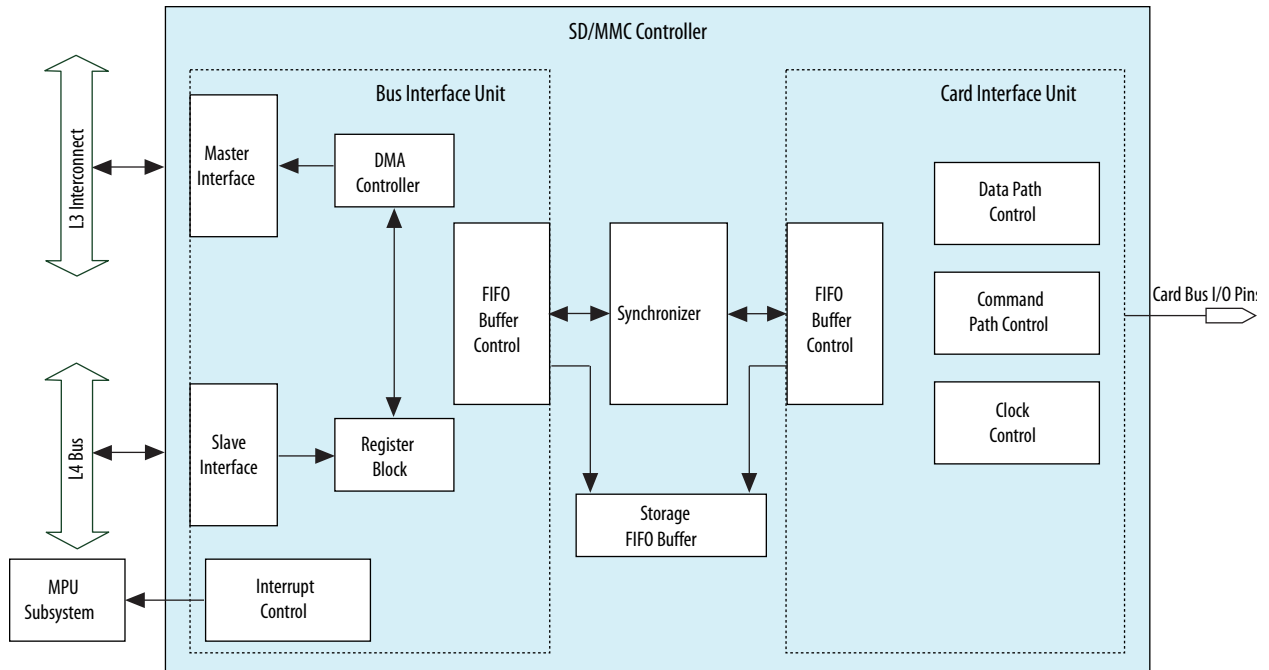 SD/MMC Controller
Bus Interface Unit
Card Interface Unit
L3 Interconnect
Master
Interface
DMA
Controller
Data Path
Control
FIFO
Buffer
Control
Synchronizer
FIFO
Buffer
Control
Command
Path Control
Card Bus I/O Pins
L4 Bus
Slave
Interface
Register
Block
Clock
Control
Storage
FIFO Buffer
MPU
Subsystem
Interrupt
Control